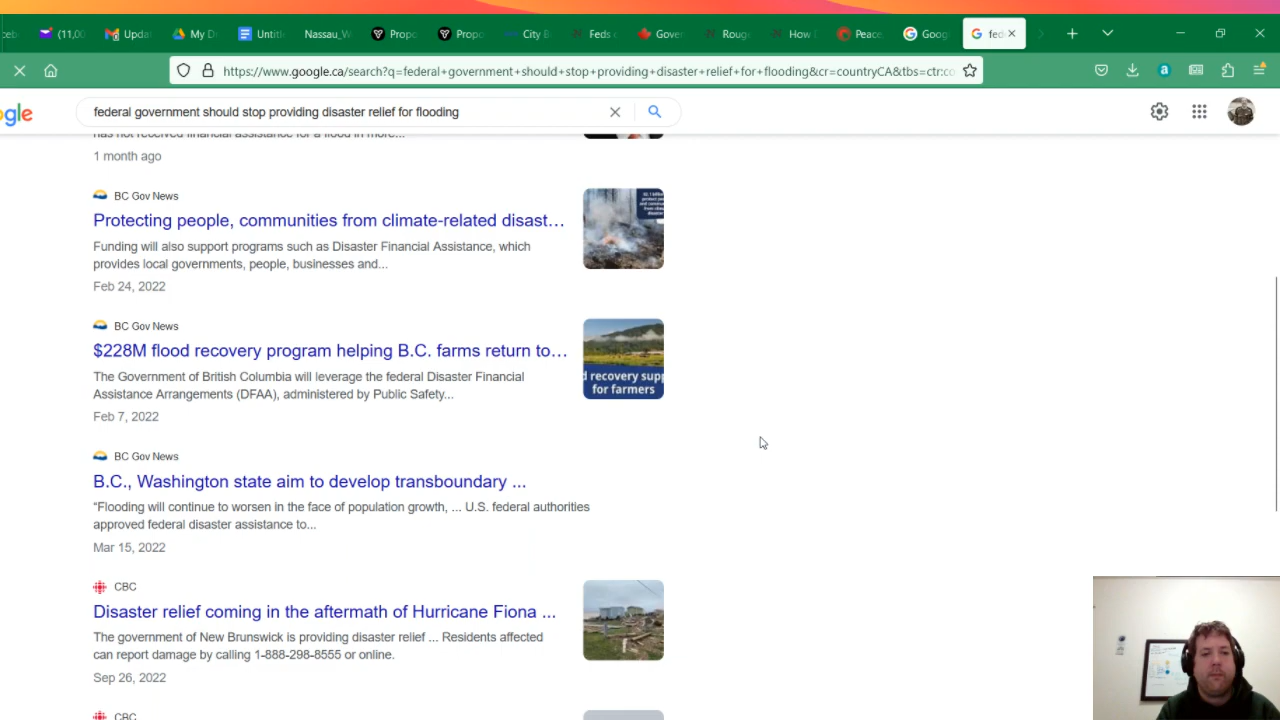 (11,00
Upda
My D
Untitl
Nassau_W
Propo
Propo
City B
Feds c
Gover
Roug
How I
Peace,
Goog
fed
https://www.google.ca/search?q=federal+government+should+stop+providing+disaster+relief+for+flooding&cr=countryCA&tbs=ctr:co
gle
federal government should stop providing disaster relief for flooding
has not received financial assistance for a flood in more...
1 month ago
BC Gov News
Protecting people, communities from climate-related disast...
Funding will also support programs such as Disaster Financial Assistance, which
provides local governments, people, businesses and...
Feb 24, 2022
BC Gov News
$228M flood recovery program helping B.C. farms return to...
The Government of British Columbia will leverage the federal Disaster Financial
Assistance Arrangements (DFAA), administered by Public Safety...
Feb 7, 2022
d recovery supp
for farmers
BC Gov News
B.C., Washington state aim to develop transboundary ...
“Flooding will continue to worsen in the face of population growth, ... U.S. federal authorities
approved federal disaster assistance to...
Mar 15, 2022
CBC
Disaster relief coming in the aftermath of Hurricane Fiona ...
The government of New Brunswick is providing disaster relief ... Residents affected
can report damage by calling 1-888-298-8555 or online.
Sep 26, 2022
CBC